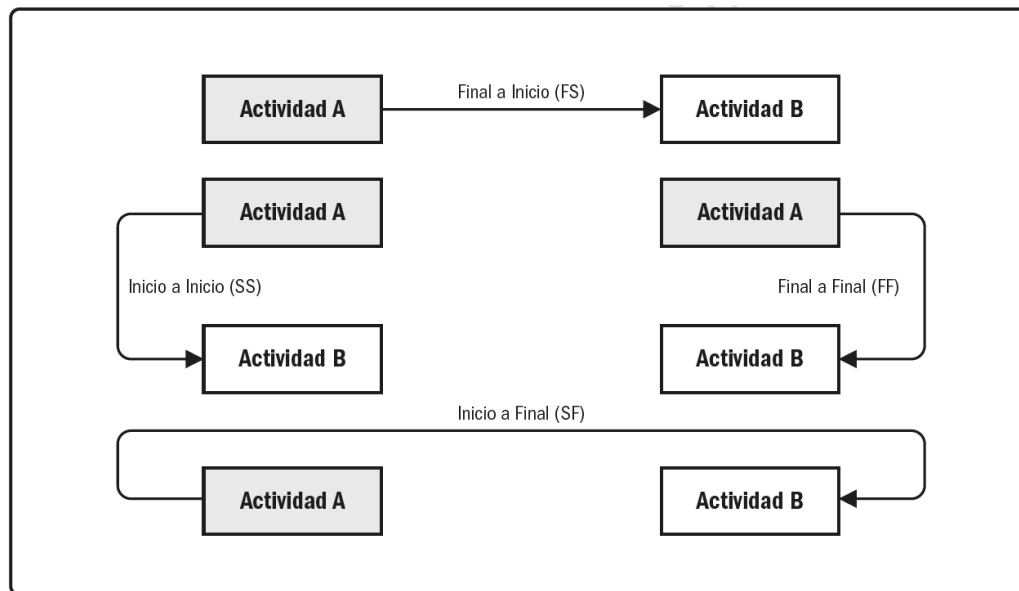 Actividad A
Final a Inicio (FS)
Actividad B
Actividad A
Actividad A
Inicio a Inicio (SS)
Final a Final (FF)
Actividad B
Actividad B
Inicio a Final (SF)
Actividad A
Actividad B